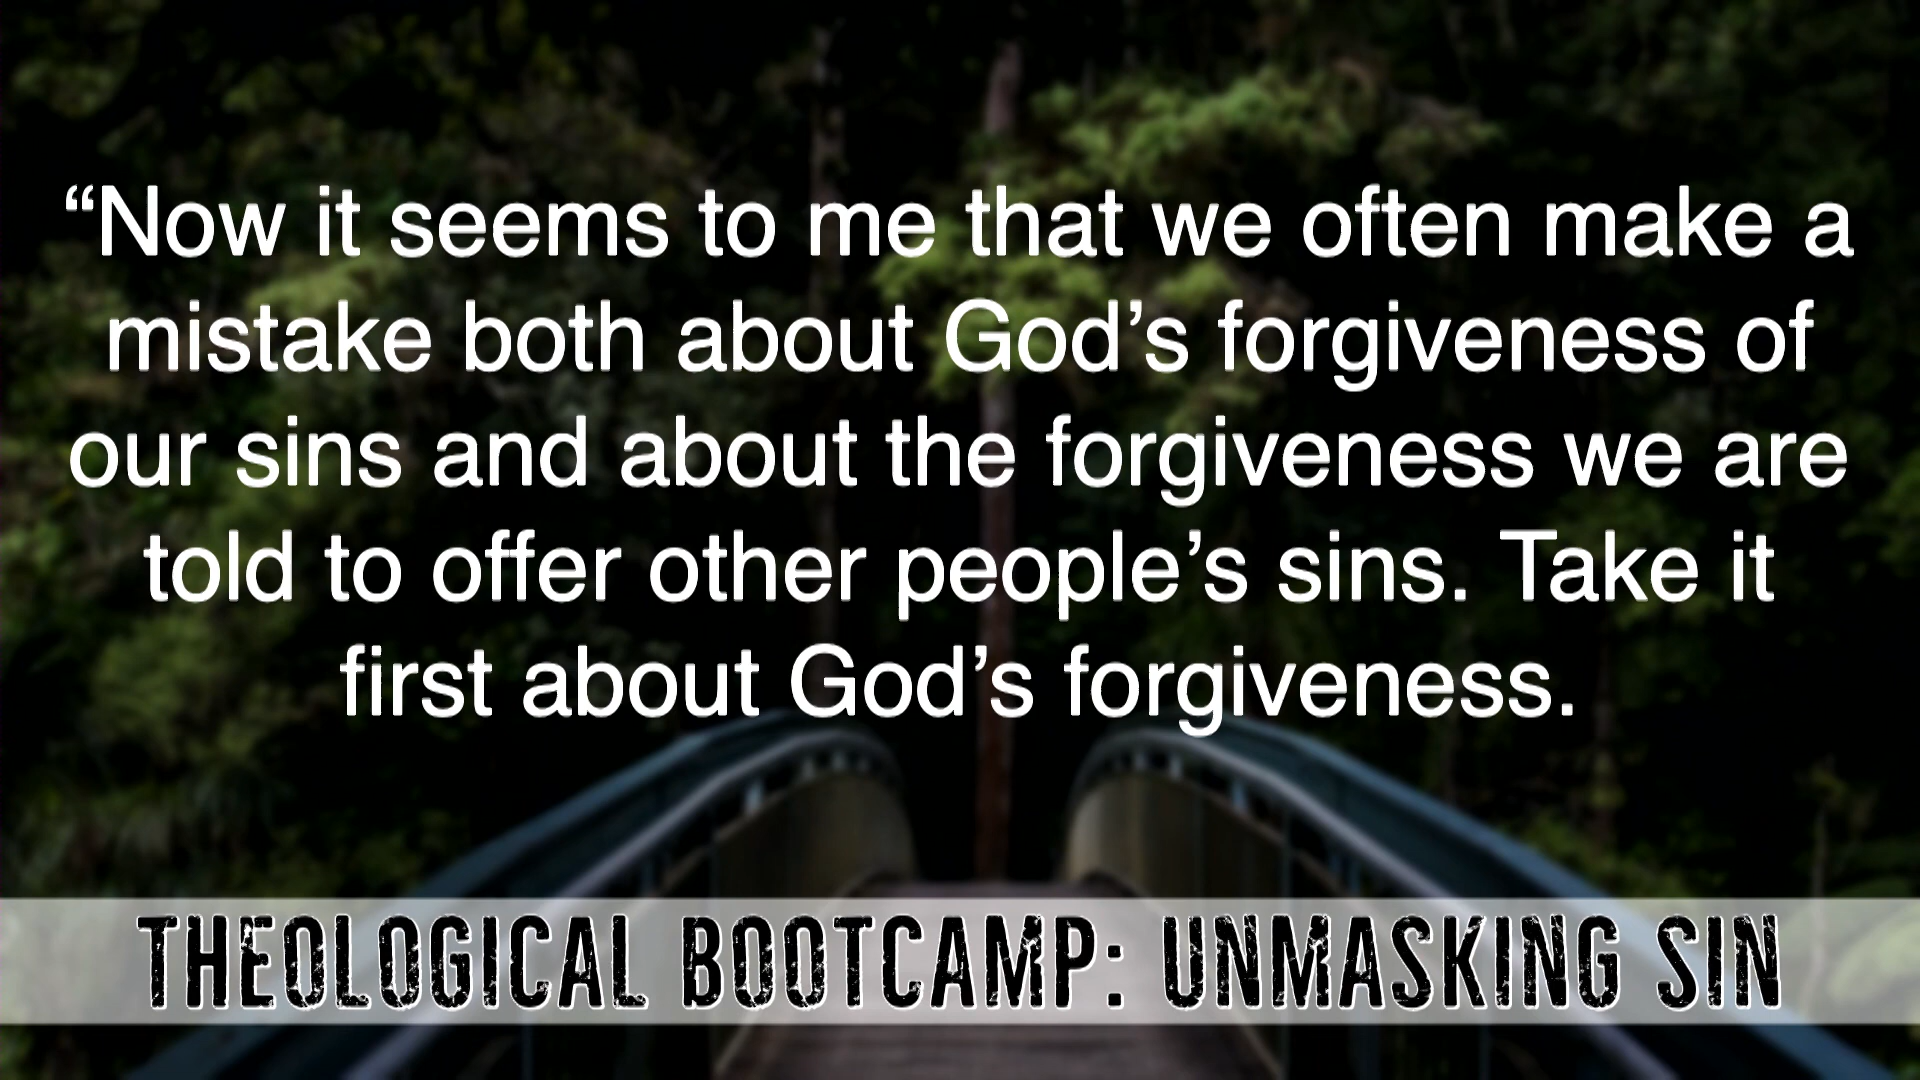 “Now it seems to me that we often make a
mistake both about God’s forgiveness of
our sins and about the forgiveness we are
told to offer other people’s sins. Take it
first about God’s forgiveness.
THEOLOGICAL BOOTCAMP: UNMASKING SIN